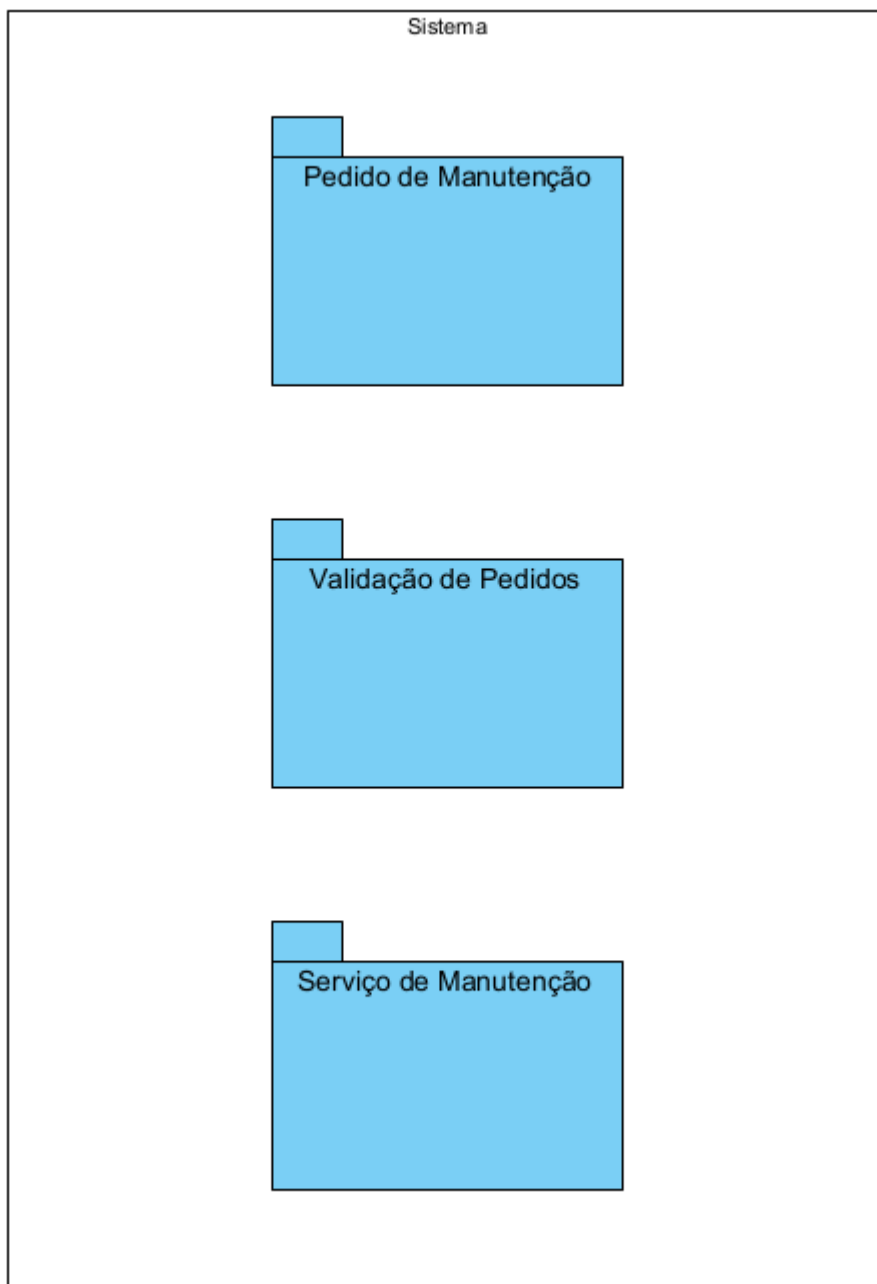 Sistema
Pedido de Manutenção
Validação de Pedidos
Serviço de Manutenção